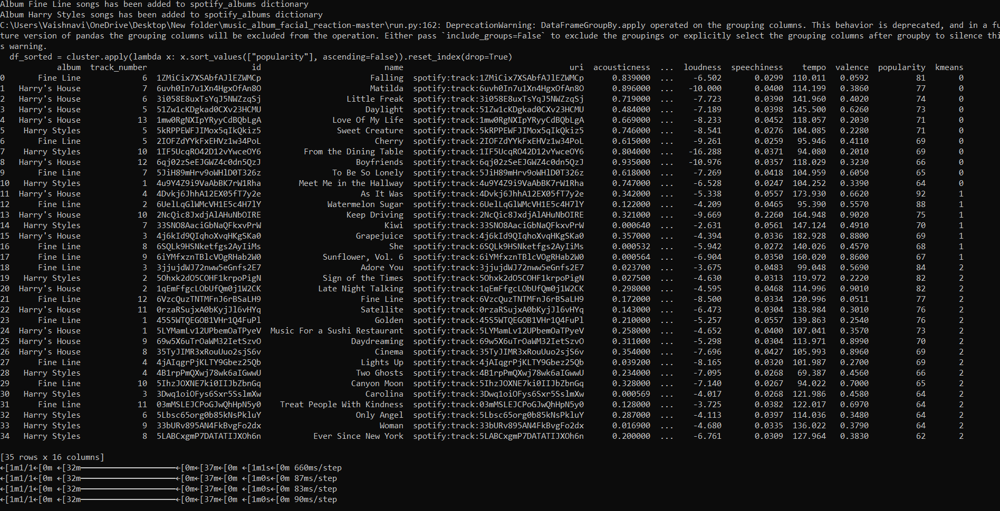 Album Fine Line songs has been added to spotify_albums dictionary
Album Harry Styles songs has been added to spotify_albums dictionary
C:\Users\Vaishnavi\OneDrive\Desktop\New folder\music_album_facial_reaction-master\run.py:162: DeprecationWarning: DataFrameGroupBy.apply operated on the grouping columns. This behavior is deprecated, and in a fu
ture version of pandas the grouping columns will be excluded from the operation. Either pass `include_groups=False` to exclude the groupings or explicitly select the grouping columns after groupby to silence thi
s warning.
  df_sorted = cluster.apply(lambda x: x.sort_values(["popularity"], ascending=False)).reset_index(drop=True)
album track_number id name uri acousticness ... loudness speechiness tempo valence popularity kmeans
0 Fine Line 6 1ZMiCix7XSAbfAJlEZWMCp Falling spotify:track:1ZMiCix7XSAbfAJlEZWMCp 0.839000 ... -6.502 0.0299 110.011 0.0592 81 0
1 Harry's House 7 6uvh0In7u1Xn4HgxOfAn8O Matilda spotify:track:6uvh0In7u1Xn4HgxOfAn8O 0.896000 ... -10.000 0.0390 114.199 0.3860 77 0
2 Harry's House 6 3i058E8uxTsYqJ5NWZzqSj Little Freak spotify:track:3i058E8uxTsYqJ5NWZzqSj 0.719000 ... -7.723 0.0390 141.960 0.4020 74 0
3 Harry's House 5 51Zw1cKDgkad0CXv23HCMU Daylight spotify:track:51Zw1cKDgkad0CXv23HCMU 0.484000 ... -7.189 0.0398 145.500 0.6260 73 0
4 Harry's House 13 1mw0RgNXIpYRyyCdBQbLgA Love Of My Life spotify:track:1mw0RgNXIpYRyyCdBQbLgA 0.669000 ... -8.233 0.0452 118.057 0.2030 71 0
5 Harry Styles 5 5kRPPEWFJIMox5qIkQkiz5 Sweet Creature spotify:track:5kRPPEWFJIMox5qIkQkiz5 0.746000 ... -8.541 0.0276 104.085 0.2280 71 0
6 Fine Line 5 2IOFZdYYkFxEHVz1w34PoL Cherry spotify:track:2IOFZdYYkFxEHVz1w34PoL 0.615000 ... -9.261 0.0259 95.946 0.4110 69 0
7 Harry Styles 10 1IF5UcqRO42D12vYwceOY6 From the Dining Table spotify:track:1IF5UcqRO42D12vYwceOY6 0.804000 ... -16.288 0.0371 94.080 0.2010 69 0
8 Harry's House 12 6qj02zSeEJGWZ4c0dn5QzJ Boyfriends spotify:track:6qj02zSeEJGWZ4c0dn5QzJ 0.935000 ... -10.976 0.0357 118.029 0.3230 66 0
9 Fine Line 7 5JiH89mHrv9oWHlD0T326z To Be So Lonely spotify:track:5JiH89mHrv9oWHlD0T326z 0.618000 ... -7.269 0.0418 104.959 0.6050 65 0
10 Harry Styles 1 4u9Y4Z9i9VaAbBK7rW1Rha Meet Me in the Hallway spotify:track:4u9Y4Z9i9VaAbBK7rW1Rha 0.747000 ... -6.528 0.0247 104.252 0.3390 64 0
11 Harry's House 4 4Dvkj6JhhA12EX05fT7y2e As It Was spotify:track:4Dvkj6JhhA12EX05fT7y2e 0.342000 ... -5.338 0.0557 173.930 0.6620 92 1
12 Fine Line 2 6UelLqGlWMcVH1E5c4H7lY Watermelon Sugar spotify:track:6UelLqGlWMcVH1E5c4H7lY 0.122000 ... -4.209 0.0465 95.390 0.5570 88 1
13 Harry's House 10 2NcQic8JxdjAlAHuNbOIRE Keep Driving spotify:track:2NcQic8JxdjAlAHuNbOIRE 0.321000 ... -9.669 0.2260 164.948 0.9020 75 1
14 Harry Styles 7 33SNO8AaciGbNaQFkxvPrW Kiwi spotify:track:33SNO8AaciGbNaQFkxvPrW 0.000640 ... -2.631 0.0561 147.124 0.4910 70 1
15 Harry's House 3 4j6kId9QIqhoXvqHKgSKa0 Grapejuice spotify:track:4j6kId9QIqhoXvqHKgSKa0 0.357000 ... -4.394 0.0336 182.928 0.8800 69 1
16 Fine Line 8 6SQLk9HSNketfgs2AyIiMs She spotify:track:6SQLk9HSNketfgs2AyIiMs 0.000532 ... -5.942 0.0272 140.026 0.4570 68 1
17 Fine Line 9 6iYMfxznTBlcVOgRHab2W0 Sunflower, Vol. 6 spotify:track:6iYMfxznTBlcVOgRHab2W0 0.000564 ... -6.904 0.0350 160.020 0.8600 67 1
18 Fine Line 3 3jjujdWJ72nww5eGnfs2E7 Adore You spotify:track:3jjujdWJ72nww5eGnfs2E7 0.023700 ... -3.675 0.0483 99.048 0.5690 84 2
19 Harry Styles 2 5Ohxk2dO5COHF1krpoPigN Sign of the Times spotify:track:5Ohxk2dO5COHF1krpoPigN 0.027500 ... -4.630 0.0313 119.972 0.2220 82 2
20 Harry's House 2 1qEmFfgcLObUfQm0j1W2CK Late Night Talking spotify:track:1qEmFfgcLObUfQm0j1W2CK 0.298000 ... -4.595 0.0468 114.996 0.9010 82 2
21 Fine Line 12 6VzcQuzTNTMFnJ6rBSaLH9 Fine Line spotify:track:6VzcQuzTNTMFnJ6rBSaLH9 0.172000 ... -8.500 0.0334 120.996 0.0511 77 2
22 Harry's House 11 0rzaRSujxA0bKyjJl6vHYq Satellite spotify:track:0rzaRSujxA0bKyjJl6vHYq 0.143000 ... -6.473 0.0304 138.984 0.3010 76 2
23 Fine Line 1 45S5WTQEGOB1VHr1Q4FuPl Golden spotify:track:45S5WTQEGOB1VHr1Q4FuPl 0.210000 ... -5.257 0.0557 139.863 0.2540 76 2
24 Harry's House 1 5LYMamLv12UPbemOaTPyeV Music For a Sushi Restaurant spotify:track:5LYMamLv12UPbemOaTPyeV 0.258000 ... -4.652 0.0400 107.041 0.3570 73 2
25 Harry's House 9 69w5X6uTrOaWM32IetSzvO Daydreaming spotify:track:69w5X6uTrOaWM32IetSzvO 0.311000 ... -5.298 0.0304 113.971 0.8990 70 2
26 Harry's House 8 35TyJIMR3xRouUuo2sjS6v Cinema spotify:track:35TyJIMR3xRouUuo2sjS6v 0.354000 ... -7.696 0.0427 105.993 0.8960 69 2
27 Fine Line 4 4jAIqgrPjKLTY9Gbez25Qb Lights Up spotify:track:4jAIqgrPjKLTY9Gbez25Qb 0.039200 ... -8.165 0.0320 101.987 0.2700 69 2
28 Harry Styles 4 4B1rpPmQXwj78wk6aIGwwU Two Ghosts spotify:track:4B1rpPmQXwj78wk6aIGwwU 0.234000 ... -7.095 0.0268 69.387 0.4560 66 2
29 Fine Line 10 5IhzJOXNE7ki0IIJbZbnGq Canyon Moon spotify:track:5IhzJOXNE7ki0IIJbZbnGq 0.328000 ... -7.140 0.0267 94.022 0.7000 65 2
30 Harry Styles 3 3Dwq1oiOFys6Sxr5SslmXw Carolina spotify:track:3Dwq1oiOFys6Sxr5SslmXw 0.000569 ... -4.017 0.0268 121.986 0.4580 64 2
31 Fine Line 11 03mMSLEJCPoGJwQhHpN5y0 Treat People With Kindness spotify:track:03mMSLEJCPoGJwQhHpN5y0 0.128000 ... -3.725 0.0382 122.017 0.6970 64 2
32 Harry Styles 6 5Lbsc65org0b85kNsPkluY Only Angel spotify:track:5Lbsc65org0b85kNsPkluY 0.287000 ... -4.113 0.0397 114.036 0.3480 64 2
33 Harry Styles 9 33bURv895AN4FkBvgFo2dx Woman spotify:track:33bURv895AN4FkBvgFo2dx 0.016900 ... -4.680 0.0335 136.022 0.3790 64 2
34 Harry Styles 8 5LABCxgmP7DATATIJXOh6n Ever Since New York spotify:track:5LABCxgmP7DATATIJXOh6n 0.200000 ... -6.761 0.0309 127.964 0.3830 62 2
[35 rows x 16 columns]
←[1m1/1←[0m ←[32m━━━━━━━━━━━━━━━━━━━━←[0m←[37m←[0m ←[1m1s←[0m 660ms/step
←[1m1/1←[0m ←[32m━━━━━━━━━━━━━━━━━━━━←[0m←[37m←[0m ←[1m0s←[0m 87ms/step
←[1m1/1←[0m ←[32m━━━━━━━━━━━━━━━━━━━━←[0m←[37m←[0m ←[1m0s←[0m 83ms/step
←[1m1/1←[0m ←[32m━━━━━━━━━━━━━━━━━━━━←[0m←[37m←[0m ←[1m0s←[0m 90ms/step